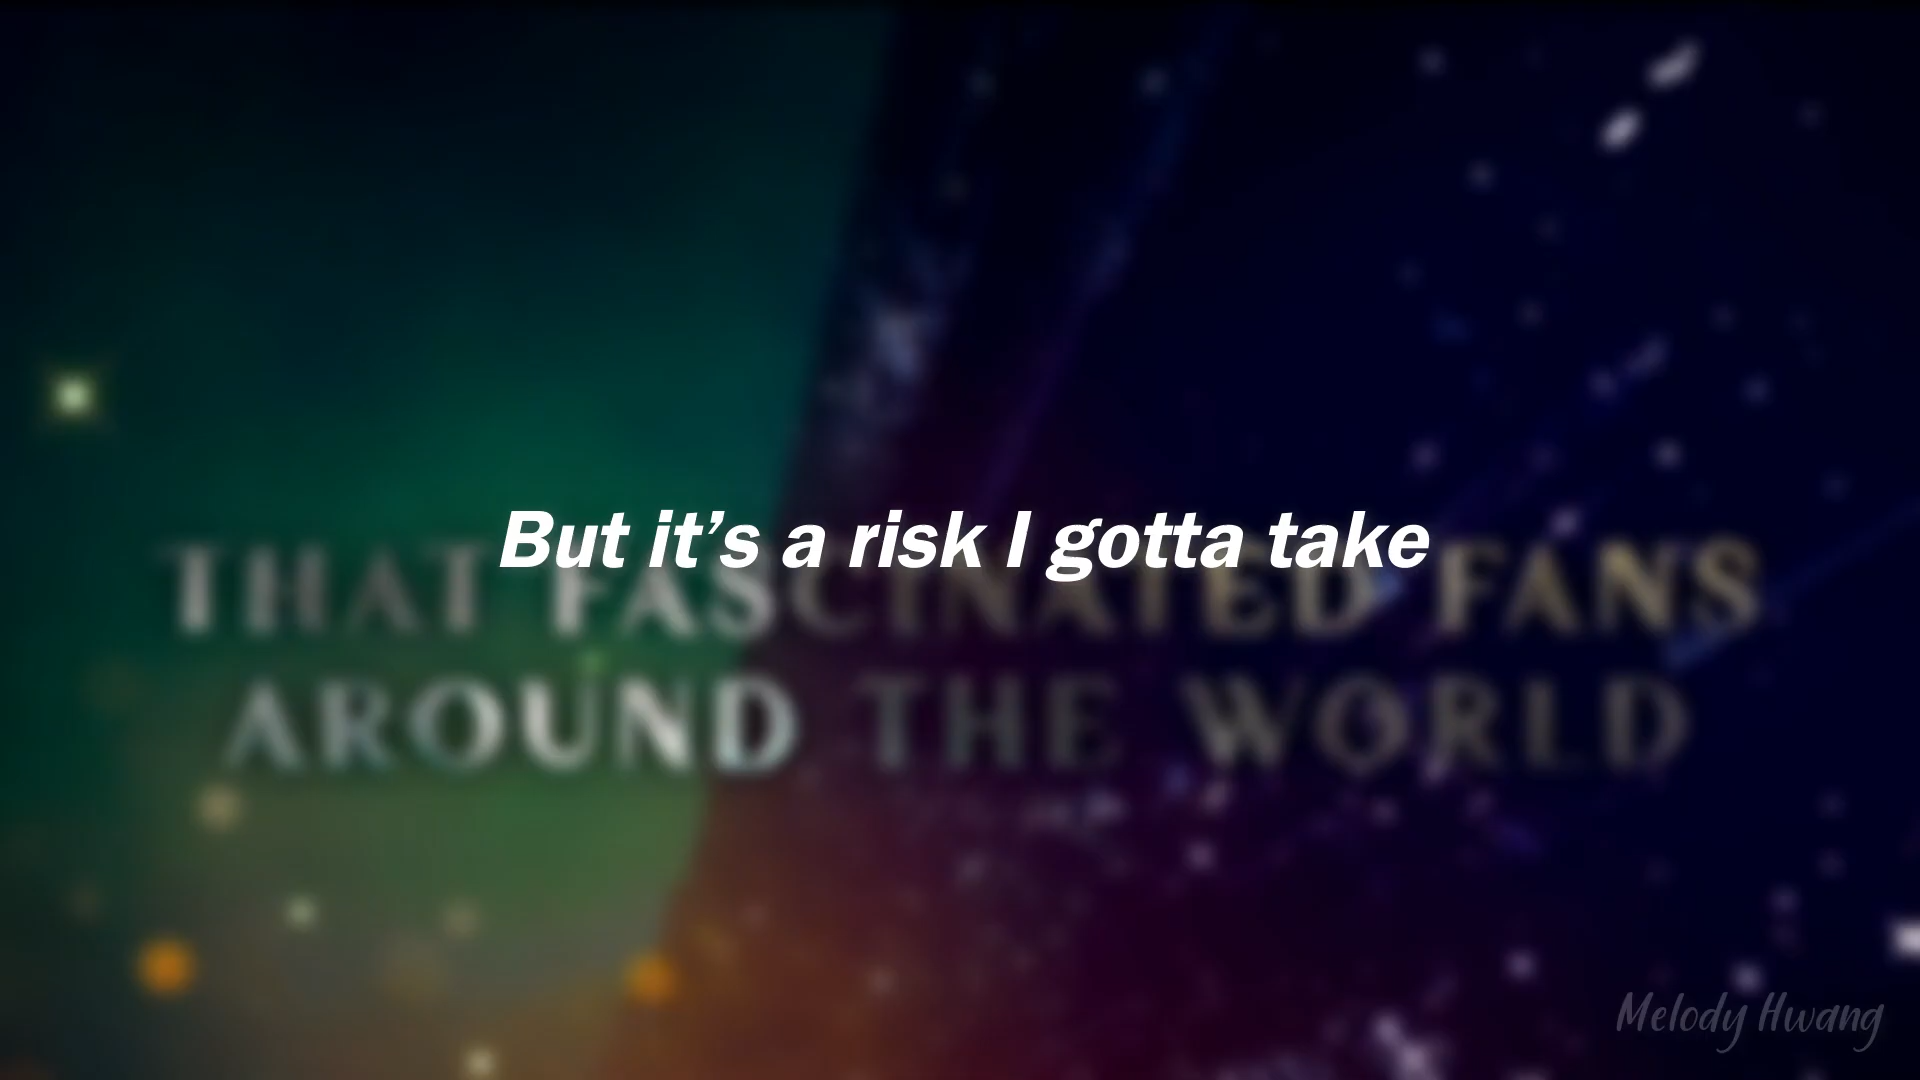 But it’s a risk I gotta take
THAT FASCINATED FANS
AROUND THE WORLD
Melody Hwang